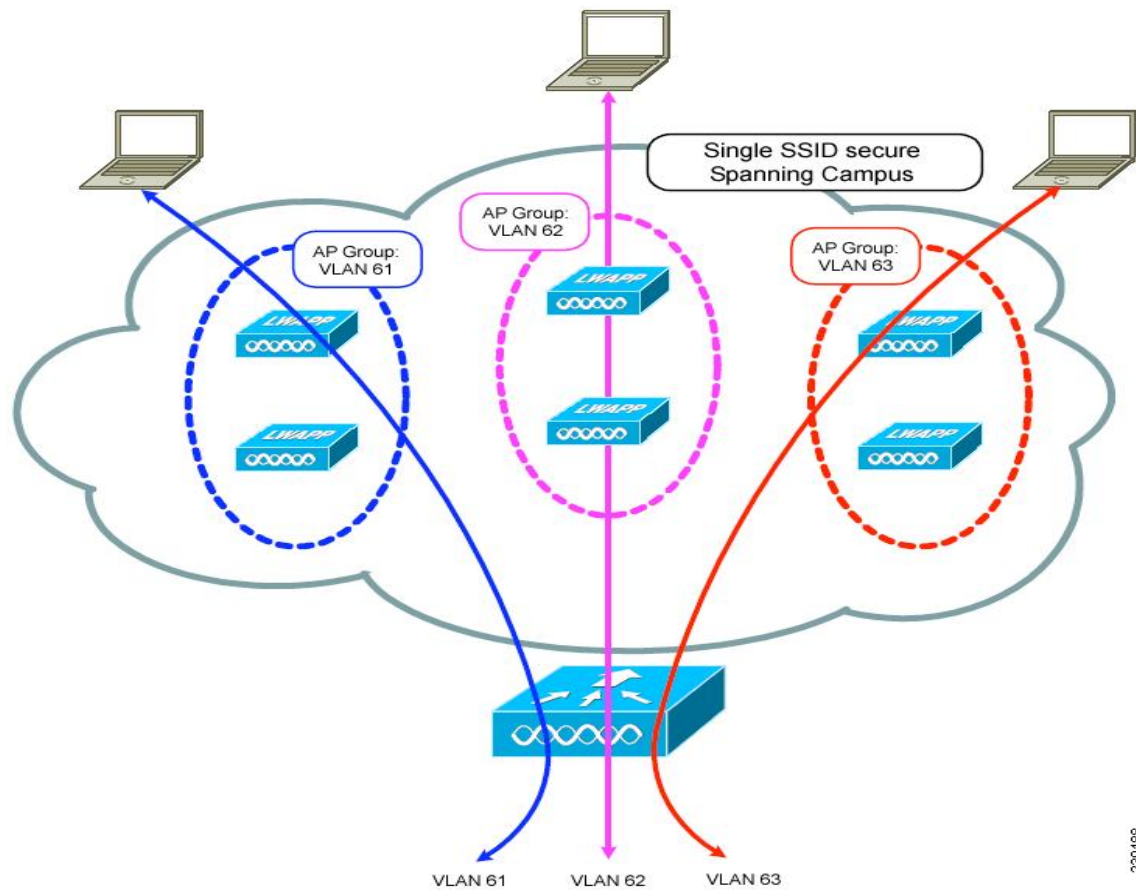 Single SSID secure
Spanning Campus
AP Group:
VLAN 61
AP Group:
VLAN 62
AP Group:
VLAN 63
LWAPP
LWAPP
LWAPP
LWAPP
LWAPP
LWAPP
VLAN 61
VLAN 62
VLAN 63